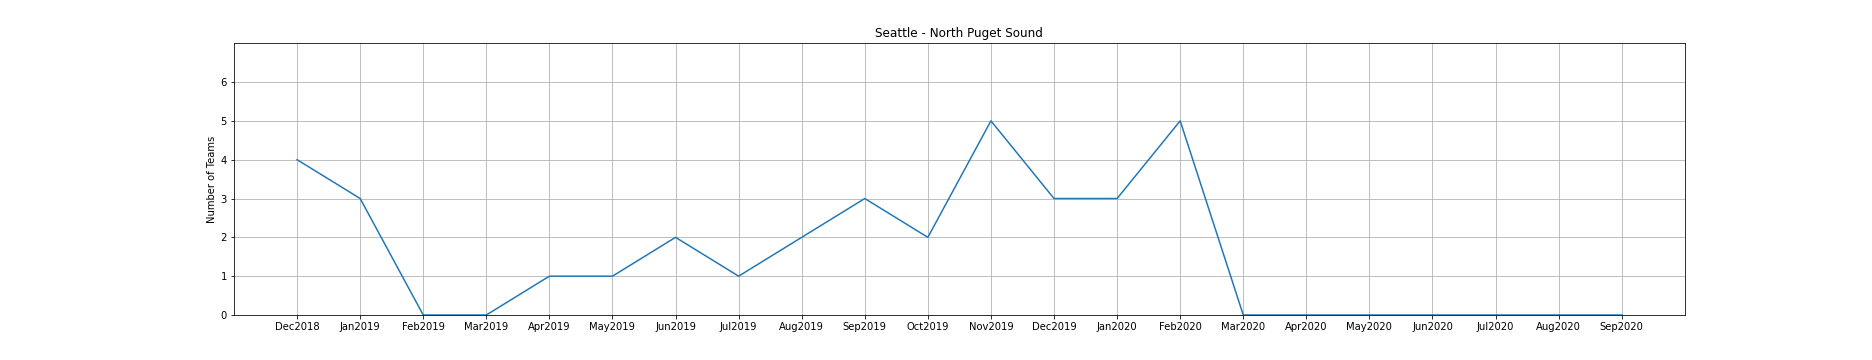 Seattle - North Puget Sound
Number of Teams
6
5
4
3
2
1
0
Dec2018 Jan2019 Feb2019 Mar2019 Apr2019 May2019 Jun2019 Jul2019 Aug2019 Sep2019 Oct2019 Nov2019 Dec2019 Jan2020 Feb2020 Mar2020 Apr2020 May2020 Jun2020 Jul2020 Aug2020 Sep2020